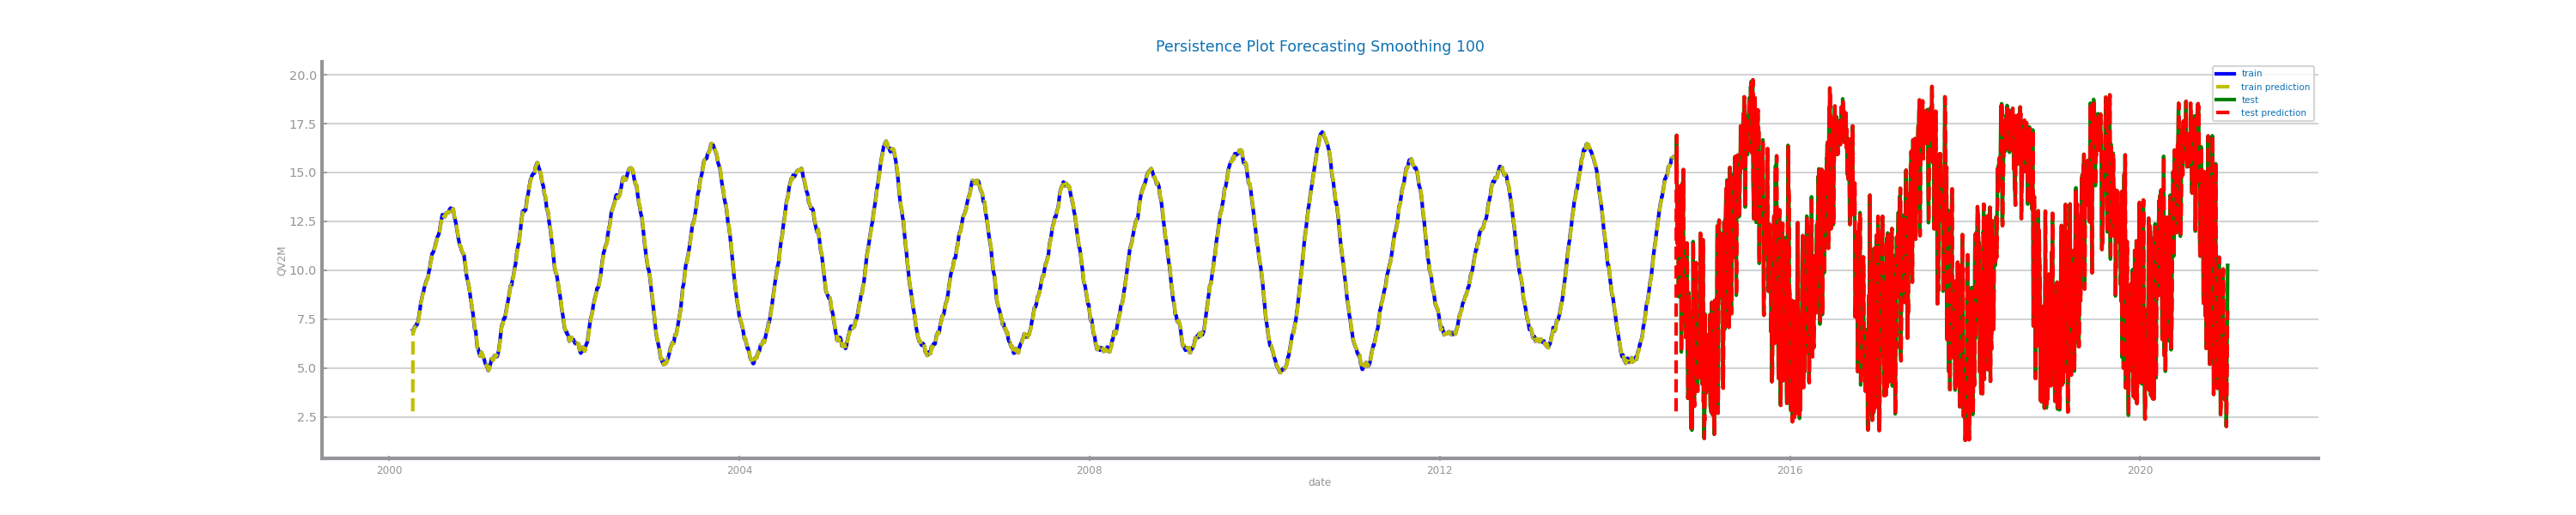 Persistence Plot Forecasting Smoothing 100
20.0
17.5
15.0
12.5
10.0
7.5
5.0
2.5
QV2M
train
train prediction
test
test prediction
2000
2004
2008
2012
2016
2020
date